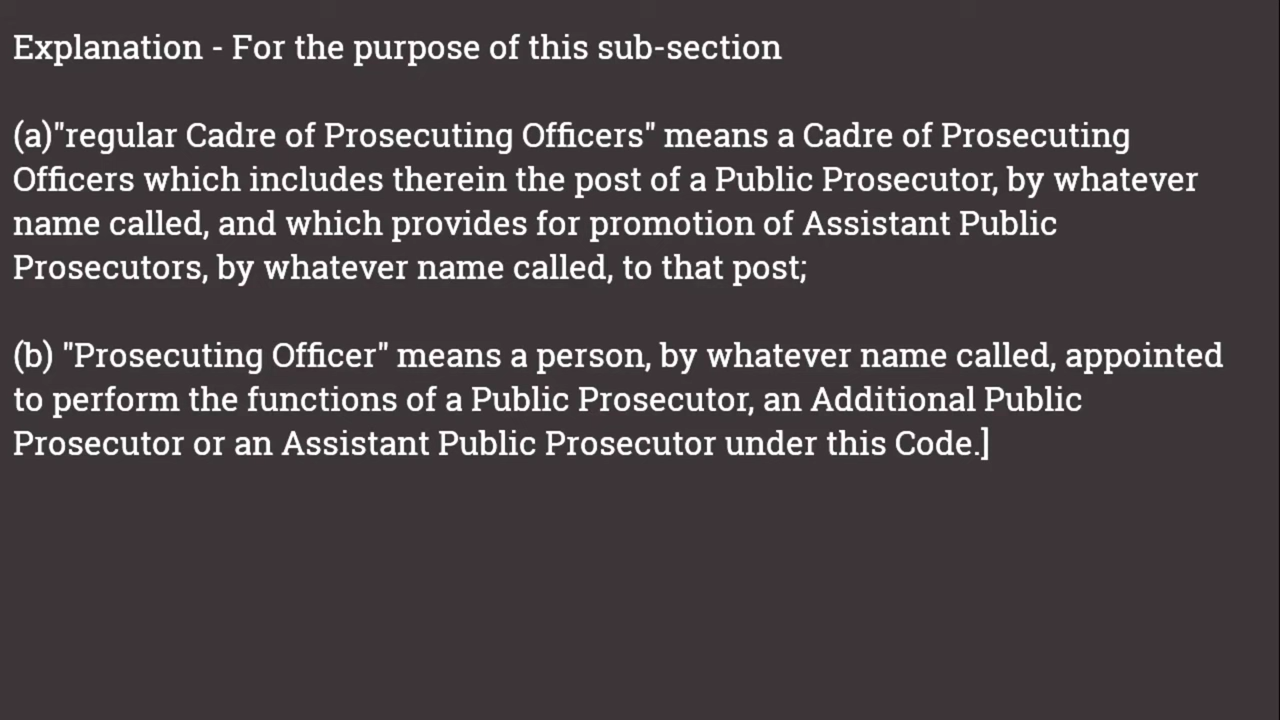 Explanation - For the purpose of this sub-section
(a)"regular Cadre of Prosecuting Officers" means a Cadre of Prosecuting
Officers which includes therein the post of a Public Prosecutor, by whatever
name called, and which provides for promotion of Assistant Public
Prosecutors, by whatever name called, to that post;
(b) "Prosecuting Officer" means a person, by whatever name called, appointed
to perform the functions of a Public Prosecutor, an Additional Public
Prosecutor or an Assistant Public Prosecutor under this Code.]